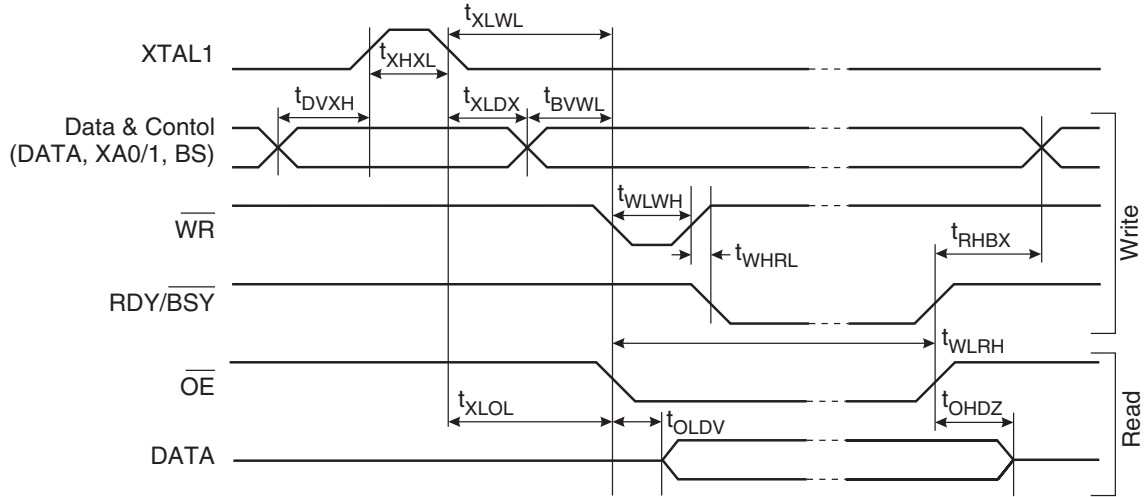 t_XLWL
XTAL1
t_XHXL
t_DVXH
t_XLDX
t_BVWL
Data & Contol
(DATA, XA0/1, BS)
t_WLWH
WR
t_RHBX
t_WHRL
Write
RDY/BSY
t_WLRH
OE
t_XLOL
t_OLDV
t_OHDZ
Read
DATA